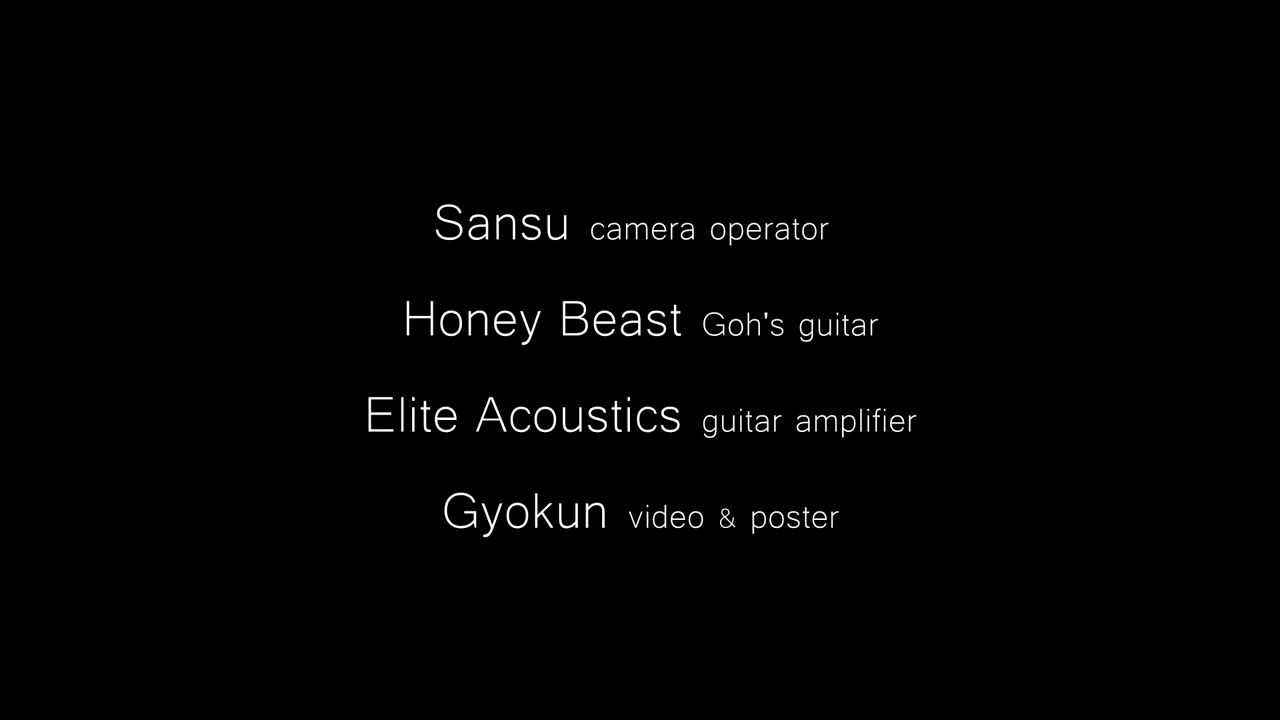 Sansu camera operator
Honey Beast Goh's guitar
Elite Acoustics guitar amplifier
Gyokun video & poster